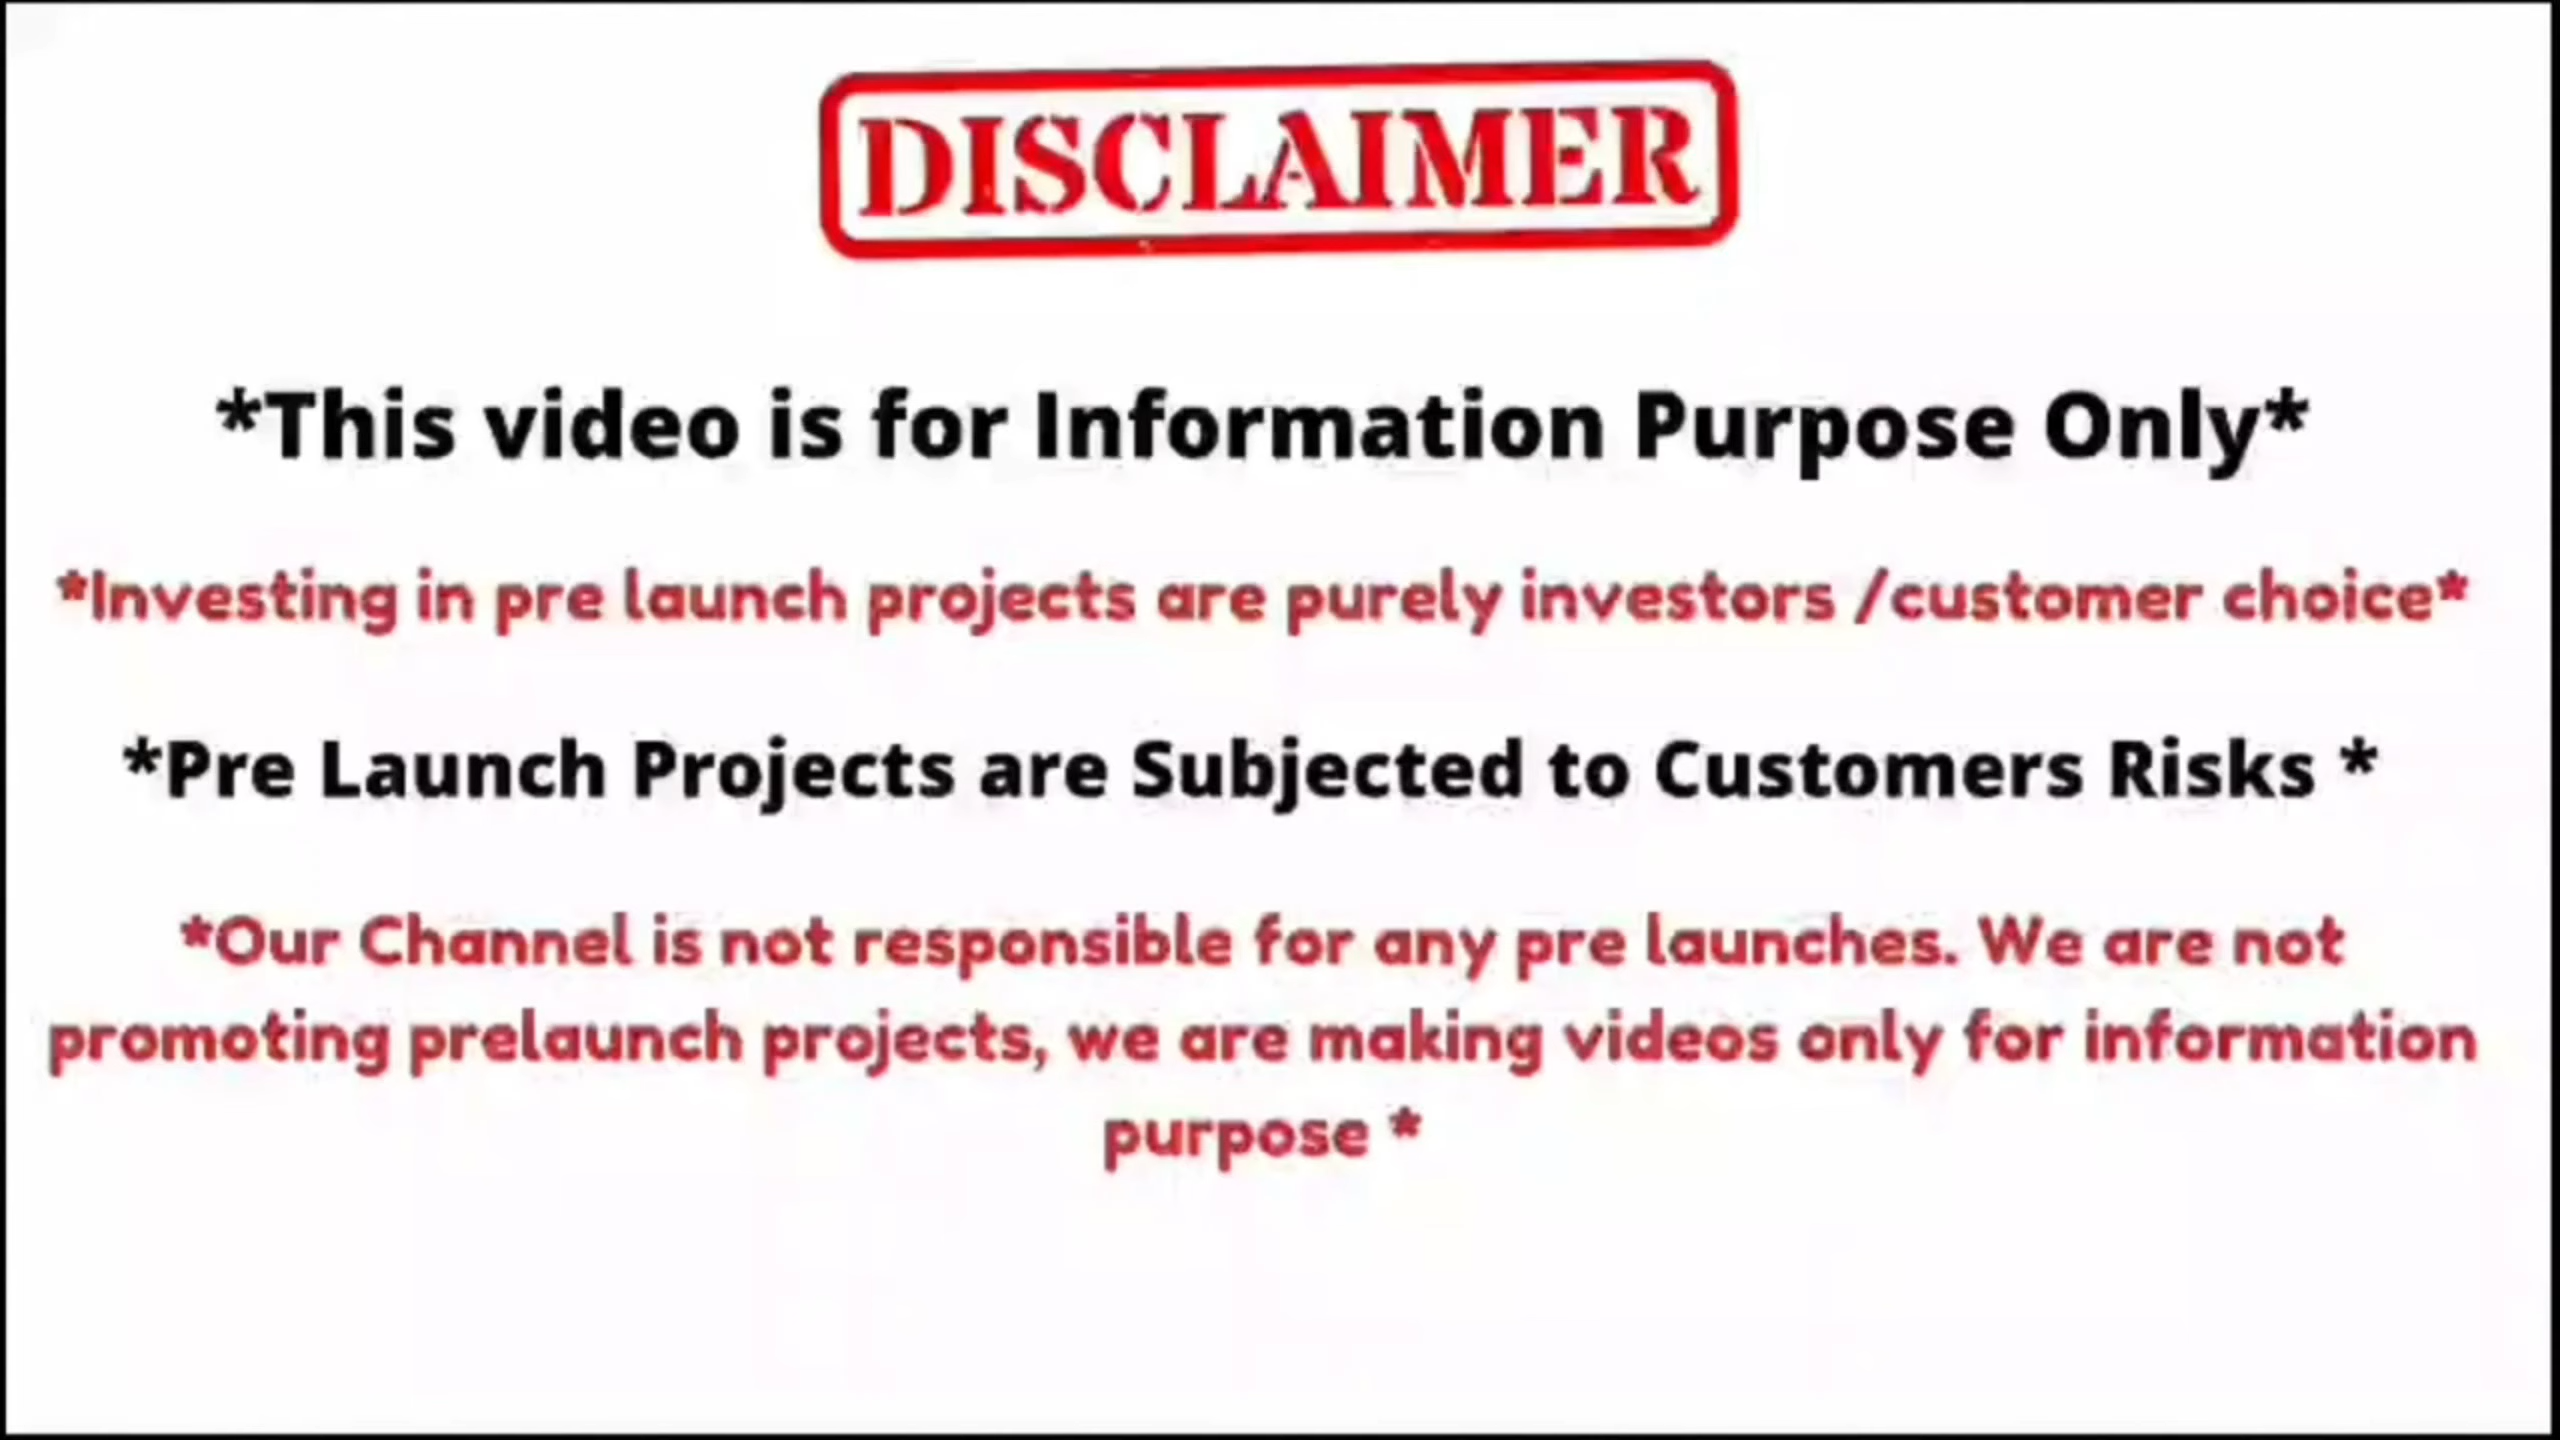 DISCLAIMER
*This video is for Information Purpose Only*
*Investing in pre launch projects are purely investors /customer choice*
*Pre Launch Projects are Subjected to Customers Risks *
*Our Channel is not responsible for any pre launches. We are not
promoting prelaunch projects, we are making videos only for information
purpose *